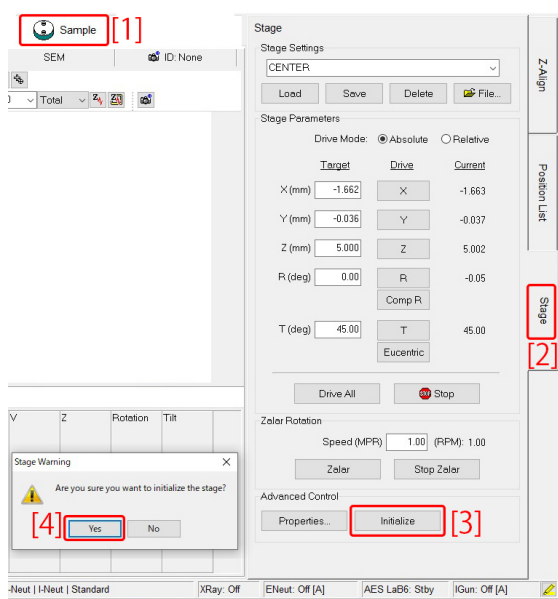 Sample [1]
SEM
ID: None
Total
Stage
Stage Settings
CENTER
Load Save Delete File...
Stage Parameters
Drive Mode: Absolute Relative
Target Drive Current
X (mm) -1.662 X -1.663
Y (mm) -0.036 Y -0.037
Z (mm) 5.000 Z 5.002
R (deg) 0.00 R -0.05
Comp R
T (deg) 45.00 T 45.00
Eucentric
Drive All STOP Stop
Zalar Rotation
Speed (MPR) 1.00 (RPM): 1.00
Zalar Stop Zalar
Advanced Control
Properties... Initialize [3]
Z-Align
Position List
Stage
[2]
Z Rotation Tilt
Stage Warning X
Are you sure you want to initialize the stage?
[4] Yes No
-Neut | I-Neut | Standard XRay: Off ENeut: Off [A] AES LaB6: Stby IGun: Off [A]